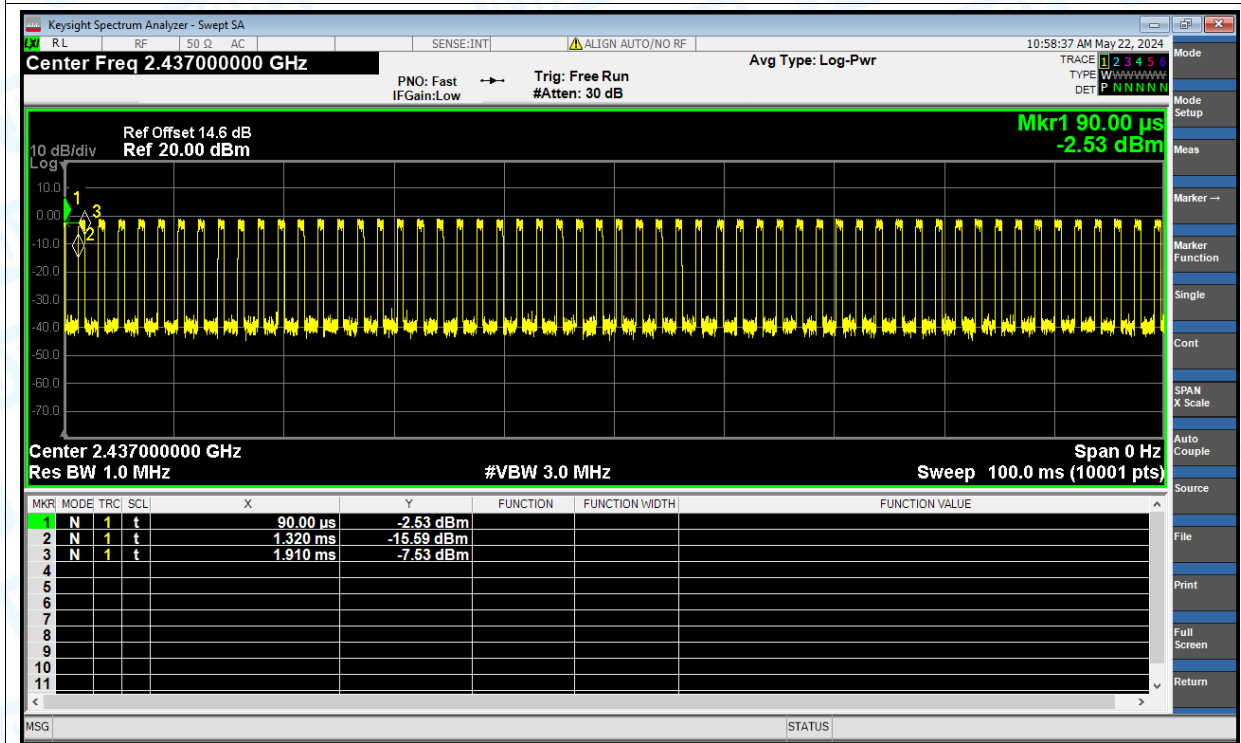 Keysight Spectrum Analyzer - Swept SA
LXI RL RF 50 Ω AC SENSE:INT ALIGN AUTO/NO RF 10:58:37 AM May 22, 2024
Center Freq 2.437000000 GHz
PNO: Fast
IFGain:Low
Trig: Free Run
#Atten: 30 dB
Avg Type: Log-Pwr
TRACE 1 2 3 4 5 6
TYPE WWWWWW
DET P N N N N N
Mkr1 90.00 µs
-2.53 dBm
Ref Offset 14.6 dB
10 dB/div Ref 20.00 dBm
Log
10.0
0.00
-10.0
-20.0
-30.0
-40.0
-50.0
-60.0
-70.0
1
3
2
Center 2.437000000 GHz Span 0 Hz
Res BW 1.0 MHz #VBW 3.0 MHz Sweep 100.0 ms (10001 pts)
MKR MODE TRC SCL X Y FUNCTION FUNCTION WIDTH FUNCTION VALUE
1 N 1 t 90.00 µs -2.53 dBm
2 N 1 t 1.320 ms -15.59 dBm
3 N 1 t 1.910 ms -7.53 dBm
4
5
6
7
8
9
10
11
MSG STATUS
Mode
Mode
Setup
Meas
Marker →
Marker
Function
Single
Cont
SPAN
X Scale
Auto
Couple
Source
File
Print
Full
Screen
Return